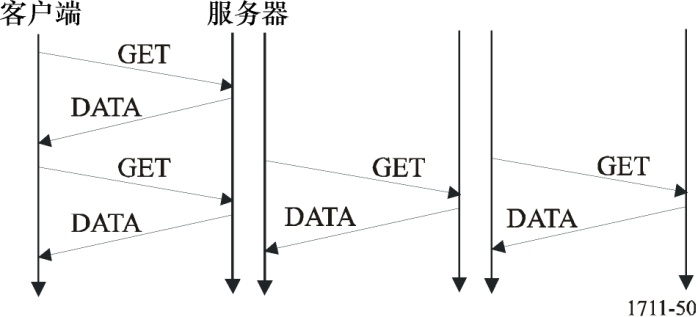 客户端
服务器
GET
DATA
GET
DATA
GET
DATA
GET
DATA
1711-50